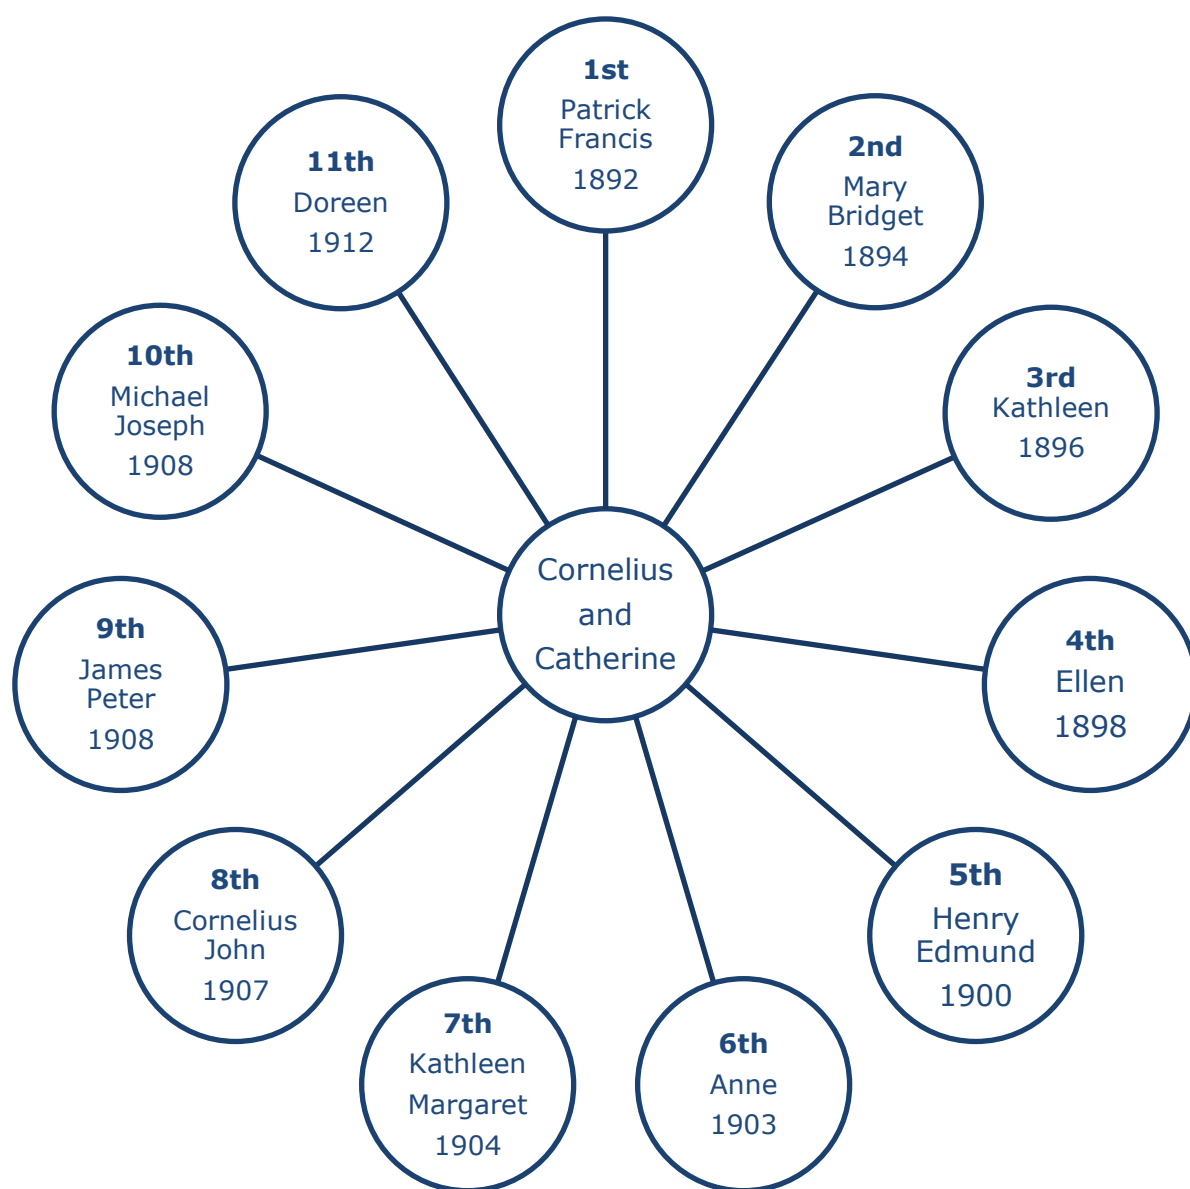 1st
Patrick
Francis
1892
2nd
Mary
Bridget
1894
3rd
Kathleen
1896
4th
Ellen
1898
5th
Henry
Edmund
1900
6th
Anne
1903
7th
Kathleen
Margaret
1904
8th
Cornelius
John
1907
9th
James
Peter
1908
10th
Michael
Joseph
1908
11th
Doreen
1912
Cornelius
and
Catherine